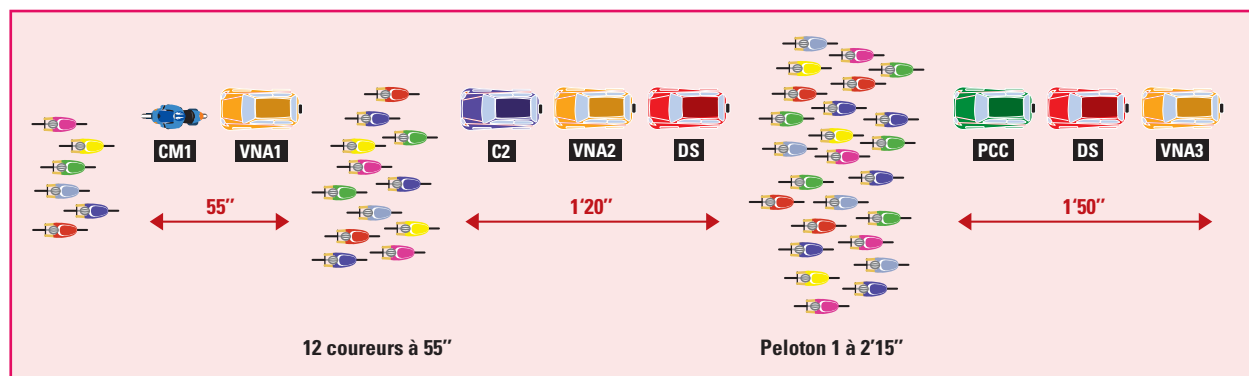 CM1 VNA1 C2 VNA2 DS PCC DS VNA3
55’’ 1’20’’ 1’50’’
12 coureurs à 55’’ Peloton 1 à 2’15’’